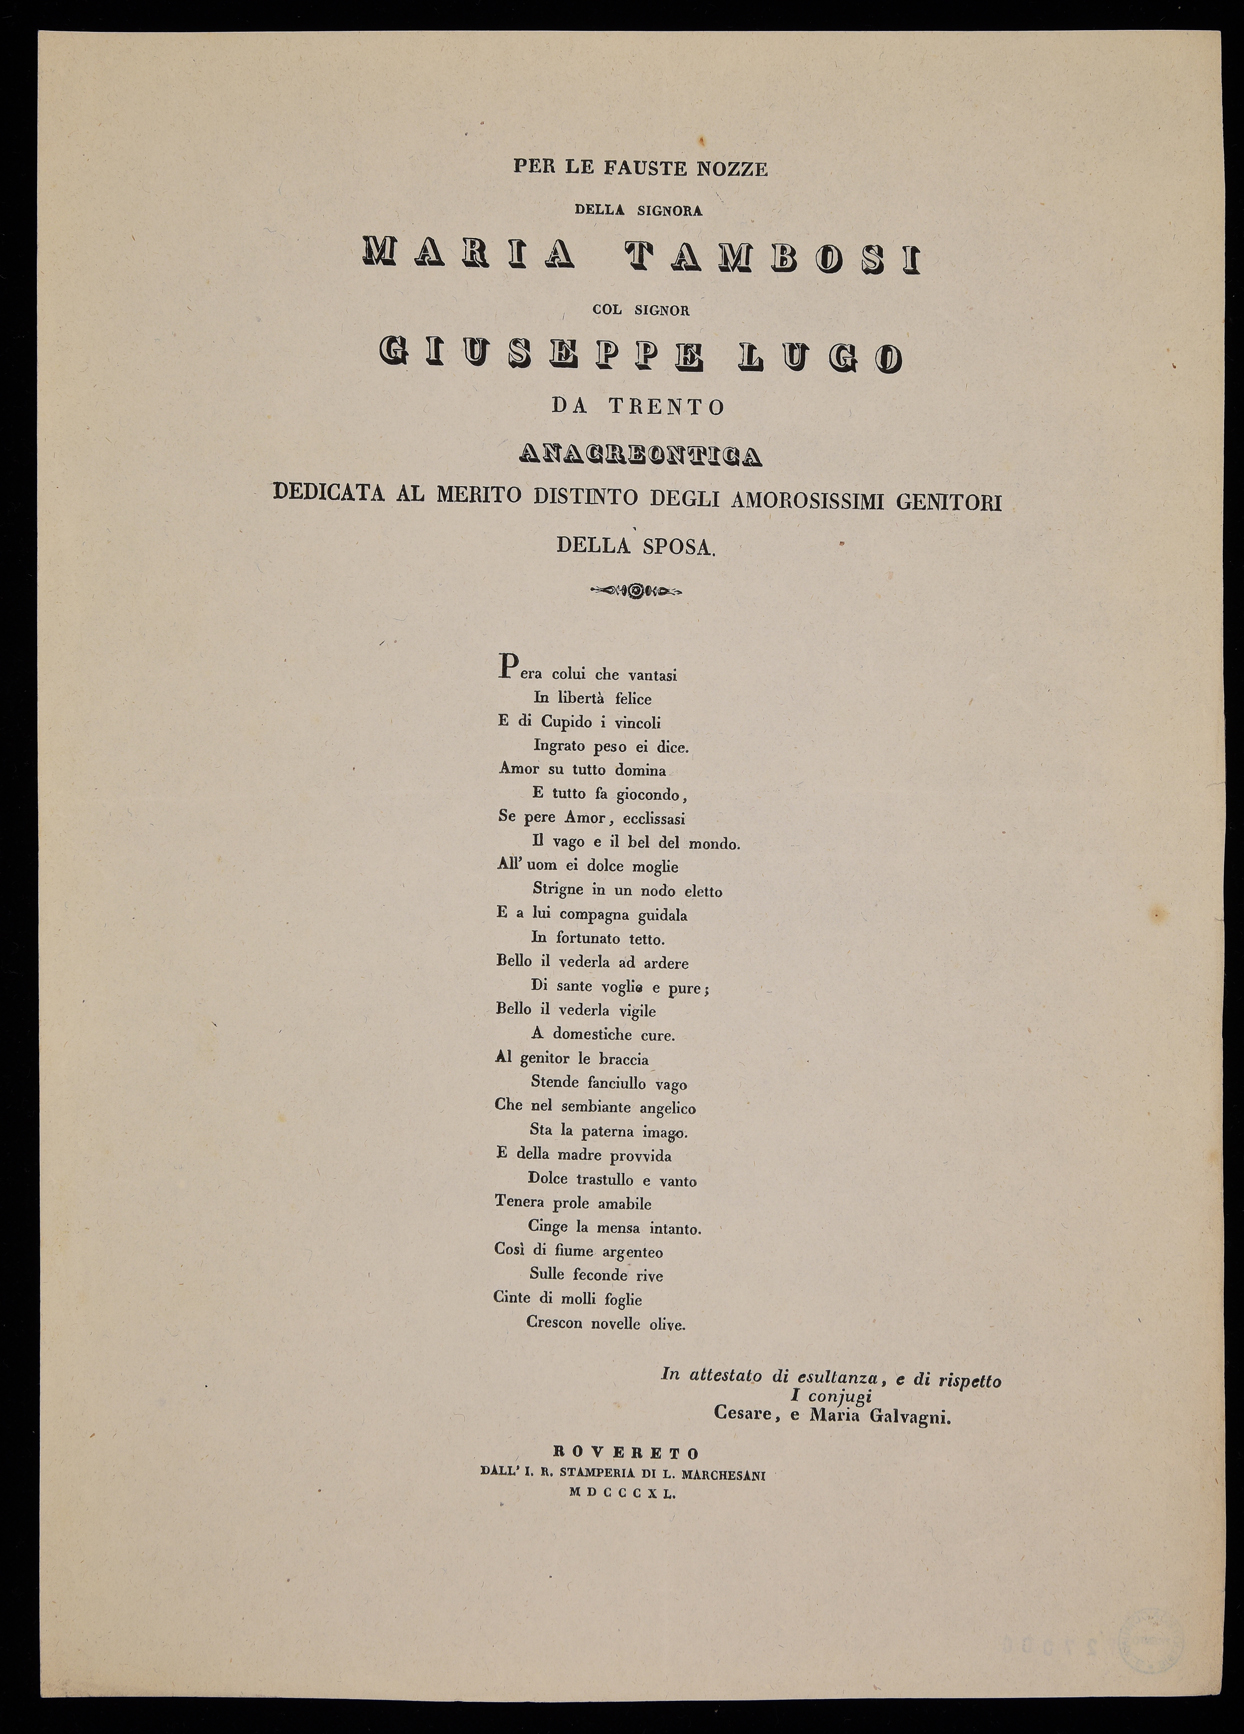 PER LE FAUSTE NOZZE
DELLA SIGNORA
MARIA TAMBOSI
COL SIGNOR
GIUSEPPE LUGO
DA TRENTO
ANACREONTICA
DEDICATA AL MERITO DISTINTO DEGLI AMOROSISSIMI GENITORI
DELLA SPOSA.
Pera colui che vantasi
In libertà felice
E di Cupido i vincoli
Ingrato peso ei dice.
Amor su tutto domina
E tutto fa giocondo,
Se pere Amor, ecclissasi
Il vago e il bel del mondo.
All' uom ei dolce moglie
Strigne in un nodo eletto
E a lui compagna guidala
In fortunato tetto.
Bello il vederla ad ardere
Di sante voglie e pure;
Bello il vederla vigile
A domestiche cure.
Al genitor le braccia
Stende fanciullo vago
Che nel sembiante angelico
Sta la paterna imago.
E della madre provvida
Dolce trastullo e vanto
Tenera prole amabile
Cinge la mensa intanto.
Così di fiume argenteo
Sulle feconde rive
Cinte di molli foglie
Crescon novelle olive.
In attestato di esultanza, e di rispetto
I conjugi
Cesare, e Maria Galvagni.
ROVERETO
DALL' I. R. STAMPERIA DI L. MARCHESANI
MDCCCXL.